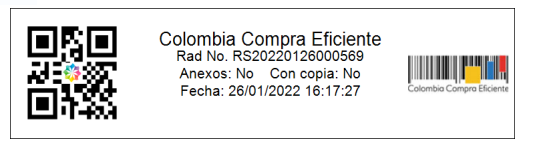 Colombia Compra Eficiente
Rad No. RS20220126000569
Anexos: No Con copia: No
Fecha: 26/01/2022 16:17:27
Colombia Compra Eficiente